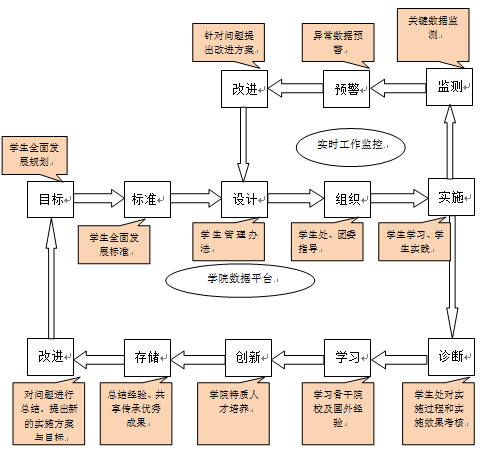 关键数据监
测
针对问题提
出改进方案
异常数据预
警
改进
预警
监测
实时工作监控
学生全面发
展规划
目标
标准
设计
组织
实施
学生全面发
展标准
学生管理办
法
学生处、团委
指导
学生学习、学
生实践
学院数据平台
改进
存储
创新
学习
诊断
对问题进行
总结，提出新
的实施方案
与目标
总结经验、共
享传承优秀
成果
学院特质人
才培养
学习骨干院
校及国外经
验
学生处对实
施过程和实
施效果考核